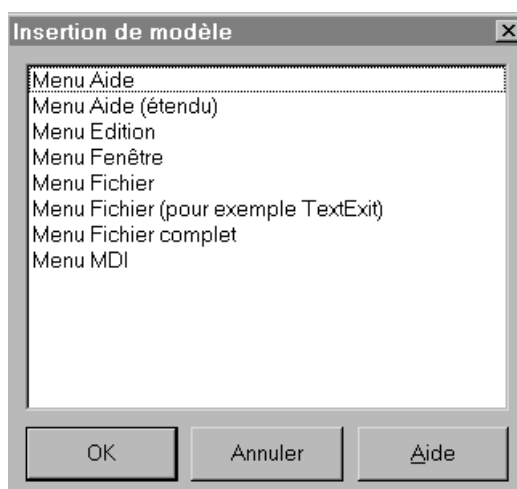 Insertion de modèle
Menu Aide
Menu Aide (étendu)
Menu Edition
Menu Fenêtre
Menu Fichier
Menu Fichier (pour exemple TextExit)
Menu Fichier complet
Menu MDI
OK
Annuler
Aide